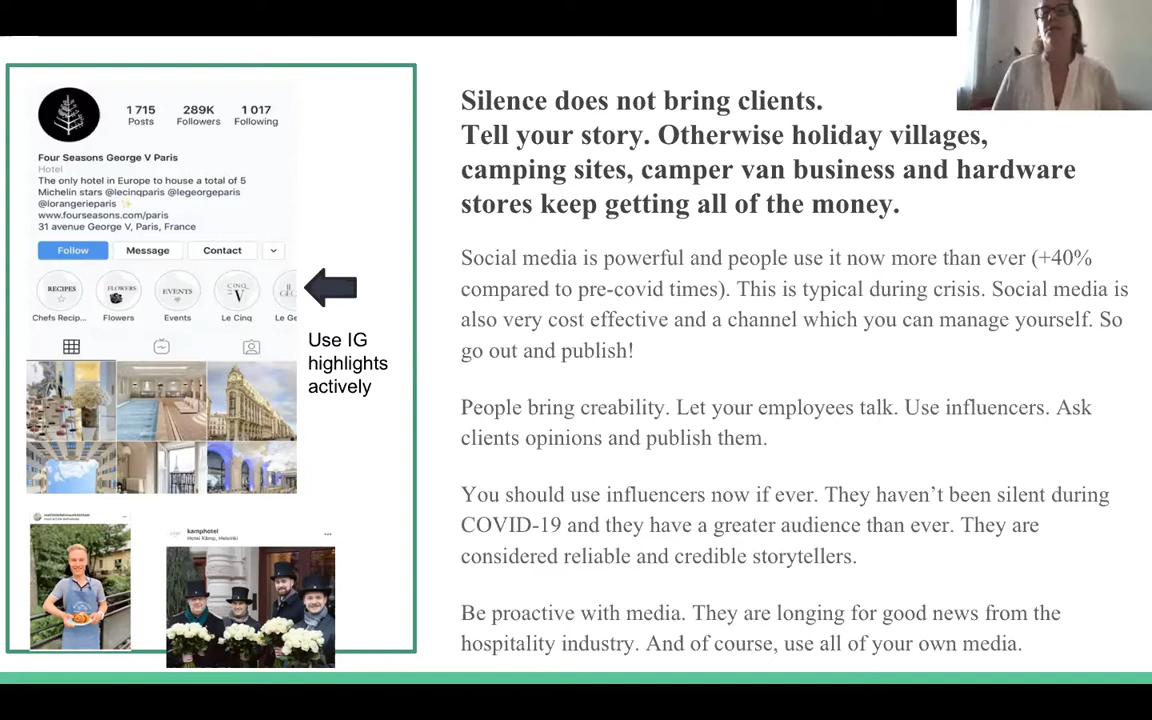 1 715
289K
1 017
Posts
Followers
Following
Four Seasons George V Paris
Hotel
The only hotel in Europe to house a total of 5
Michelin stars @lecinqparis @legeorgeparis
@lorangerieparis ✨
www.fourseasons.com/paris
31 avenue George V, Paris, France
Follow
Message
Contact
RECIPES
FLOWERS
EVENTS
CINQ
V
Chefs Recip...
Flowers
Events
Le Cinq
Le Ge
Use IG
highlights
actively
kamphotel
Hotel Kämp, Helsinki
Silence does not bring clients.
Tell your story. Otherwise holiday villages,
camping sites, camper van business and hardware
stores keep getting all of the money.
Social media is powerful and people use it now more than ever (+40%
compared to pre-covid times). This is typical during crisis. Social media is
also very cost effective and a channel which you can manage yourself. So
go out and publish!
People bring creability. Let your employees talk. Use influencers. Ask
clients opinions and publish them.
You should use influencers now if ever. They haven’t been silent during
COVID-19 and they have a greater audience than ever. They are
considered reliable and credible storytellers.
Be proactive with media. They are longing for good news from the
hospitality industry. And of course, use all of your own media.